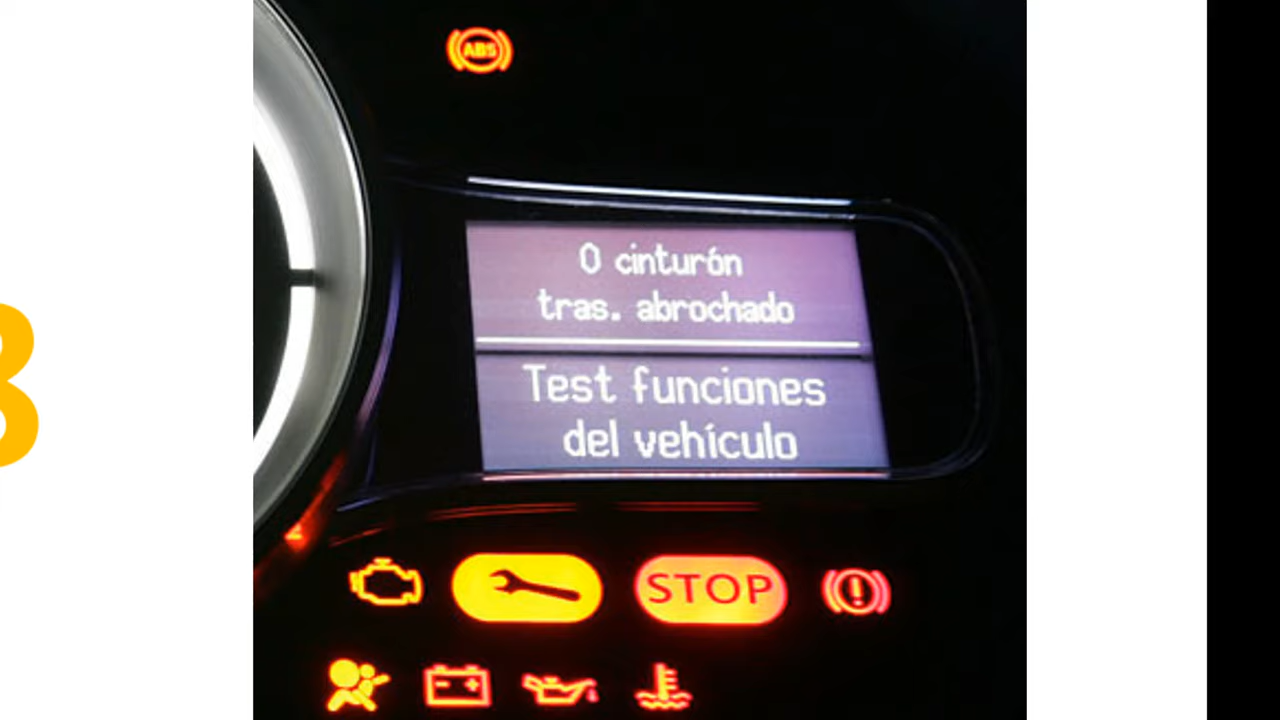 ABS
0 cinturón
tras. abrochado
Test funciones
del vehículo
STOP